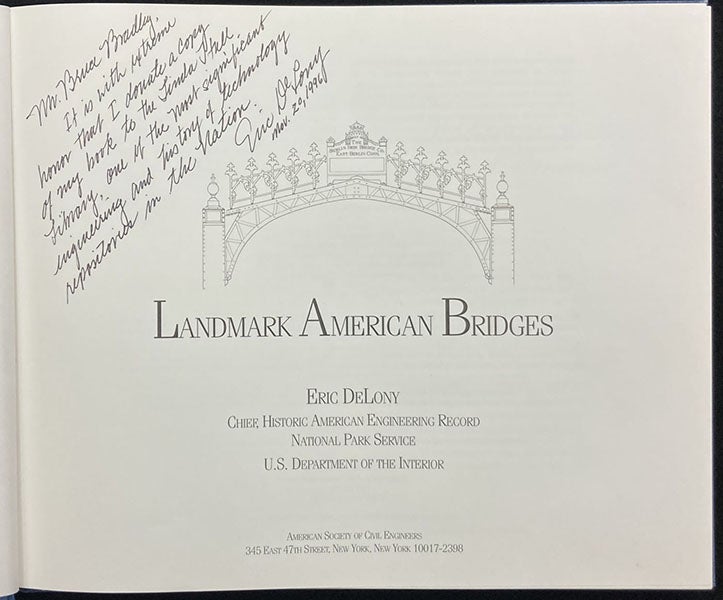 Mr. Bruce Bradley,
It is with extreme
honor that I donate a copy
of my book to the Linda Hall
Library, one of the most significant
engineering and history of technology
repositories in the Nation.
Eric DeLony
Nov. 20, 1996
THE
BERLIN IRON BRIDGE CO.
EAST BERLIN CONN.
LANDMARK AMERICAN BRIDGES
ERIC DELONY
CHIEF, HISTORIC AMERICAN ENGINEERING RECORD
NATIONAL PARK SERVICE
U.S. DEPARTMENT OF THE INTERIOR
AMERICAN SOCIETY OF CIVIL ENGINEERS
345 EAST 47TH STREET, NEW YORK, NEW YORK 10017-2398